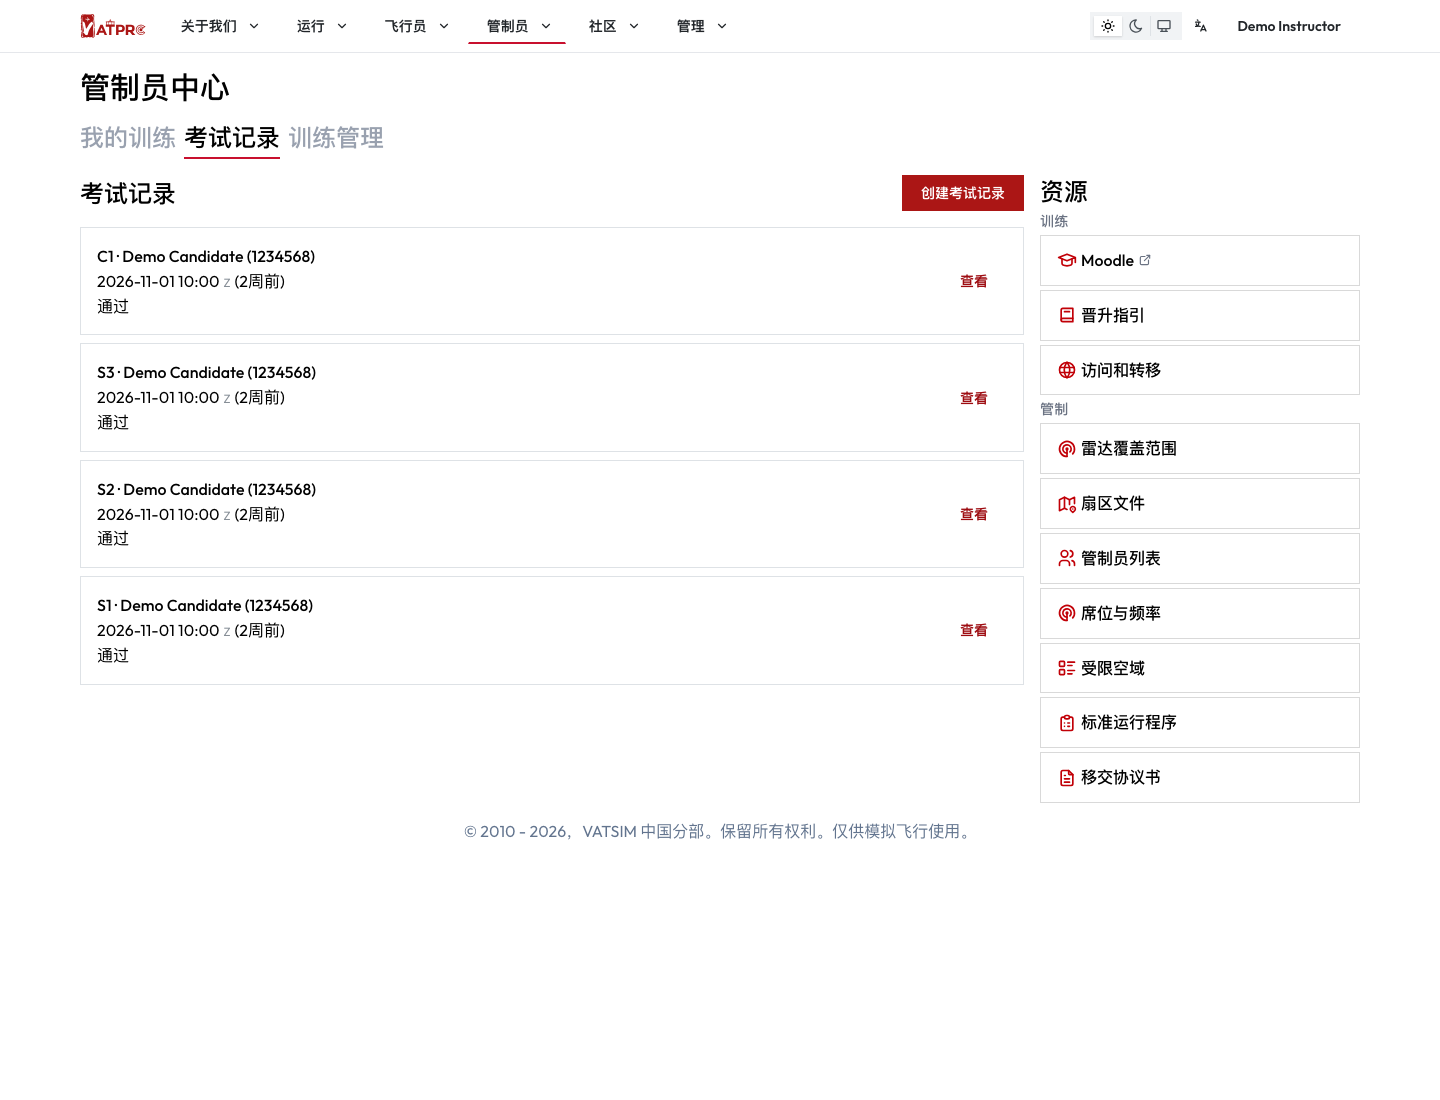 VATPRC 关于我们 运行 飞行员 管制员 社区 管理 Demo Instructor
管制员中心
我的训练 考试记录 训练管理
考试记录
创建考试记录
C1 · Demo Candidate (1234568)
2026-11-01 10:00 z (2周前)
通过
查看
S3 · Demo Candidate (1234568)
2026-11-01 10:00 z (2周前)
通过
查看
S2 · Demo Candidate (1234568)
2026-11-01 10:00 z (2周前)
通过
查看
S1 · Demo Candidate (1234568)
2026-11-01 10:00 z (2周前)
通过
查看
资源
训练
Moodle
晋升指引
访问和转移
管制
雷达覆盖范围
扇区文件
管制员列表
席位与频率
受限空域
标准运行程序
移交协议书
© 2010 - 2026，VATSIM 中国分部。保留所有权利。仅供模拟飞行使用。